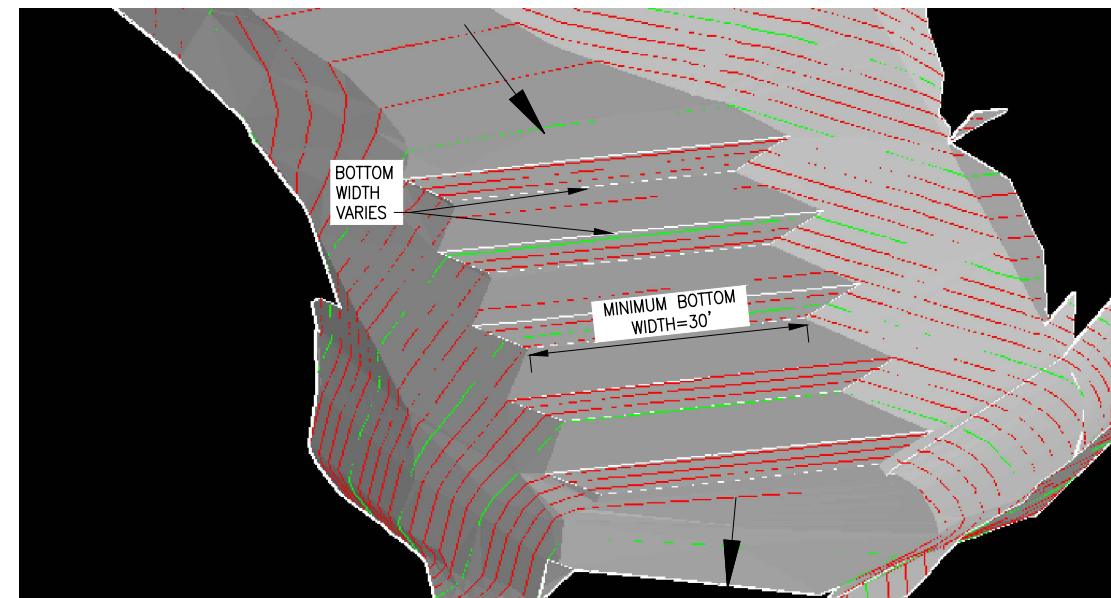 BOTTOM
WIDTH
VARIES
MINIMUM BOTTOM
WIDTH=30'